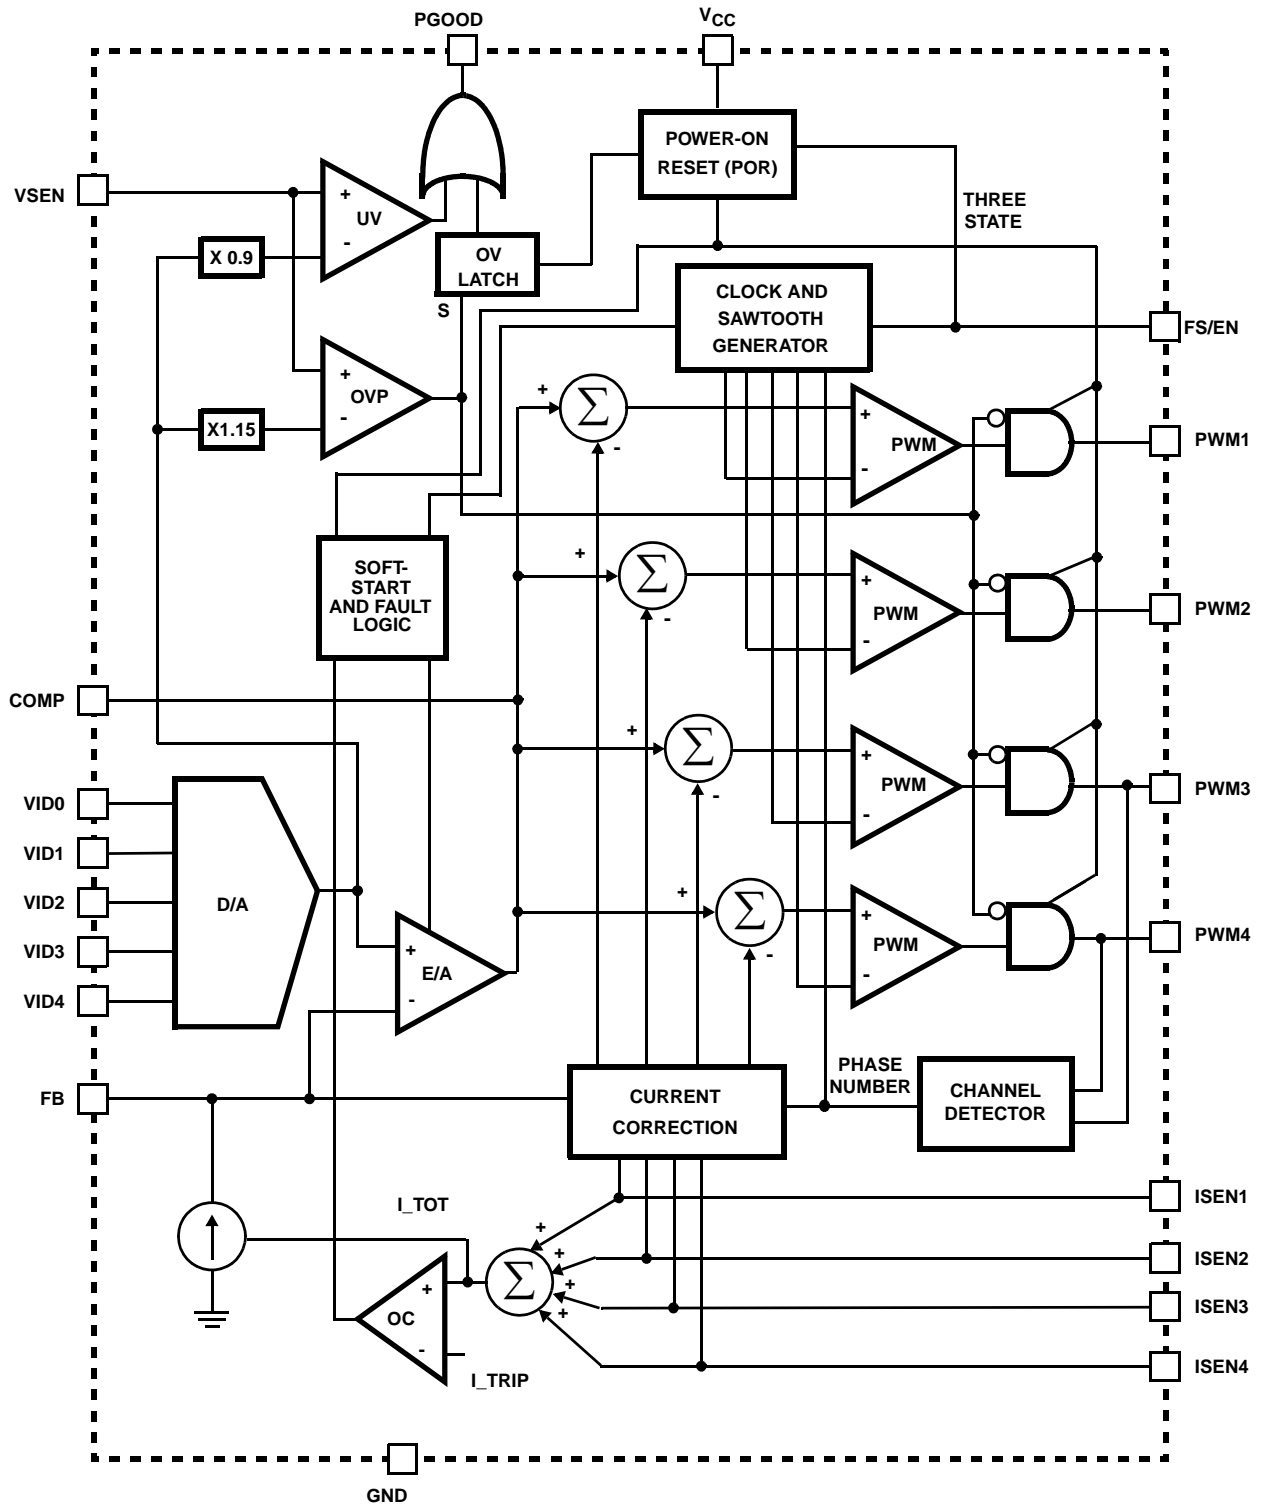 PGOOD
VCC
POWER-ON
RESET (POR)
VSEN
+
UV
-
THREE
STATE
X 0.9
OV
LATCH
S
CLOCK AND
SAWTOOTH
GENERATOR
FS/EN
+
OVP
-
X1.15
+
Σ
-
+
PWM
-
PWM1
SOFT-
START
AND FAULT
LOGIC
+
Σ
-
+
PWM
-
PWM2
COMP
+
Σ
-
+
PWM
-
PWM3
VID0
VID1
VID2
VID3
VID4
D/A
+
E/A
-
+
Σ
-
+
PWM
-
PWM4
FB
CURRENT
CORRECTION
PHASE
NUMBER
CHANNEL
DETECTOR
I_TOT
+
+
+
+
Σ
ISEN1
ISEN2
ISEN3
ISEN4
+
OC
-
I_TRIP
GND